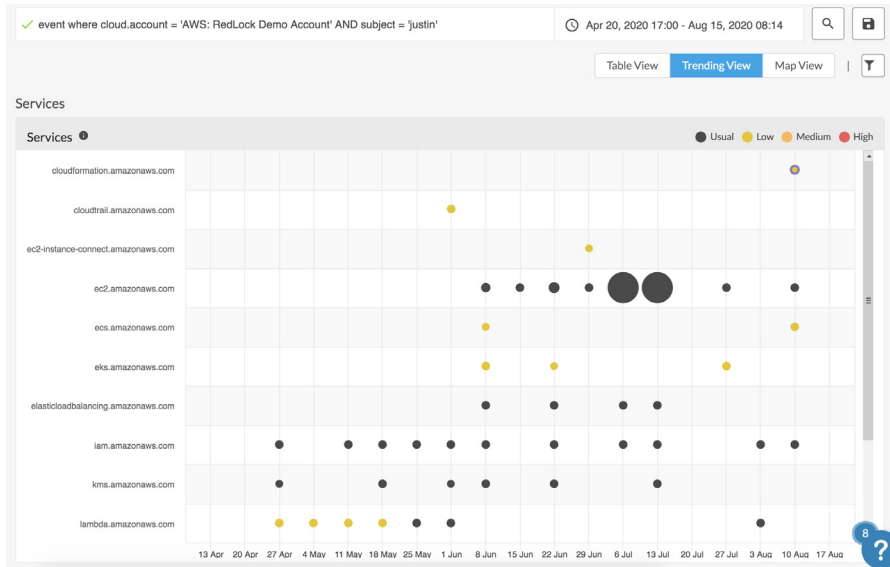 event where cloud.account = 'AWS: RedLock Demo Account' AND subject = 'justin'
Apr 20, 2020 17:00 - Aug 15, 2020 08:14
Table View Trending View Map View |
Services
Services
Usual Low Medium High
cloudformation.amazonaws.com
cloudtrail.amazonaws.com
ec2-instance-connect.amazonaws.com
ec2.amazonaws.com
ecs.amazonaws.com
eks.amazonaws.com
elasticloadbalancing.amazonaws.com
iam.amazonaws.com
kms.amazonaws.com
lambda.amazonaws.com
13 Apr 20 Apr 27 Apr 4 May 11 May 18 May 25 May 1 Jun 8 Jun 15 Jun 22 Jun 29 Jun 6 Jul 13 Jul 20 Jul 27 Jul 3 Aug 10 Aug 17 Aug
8
?